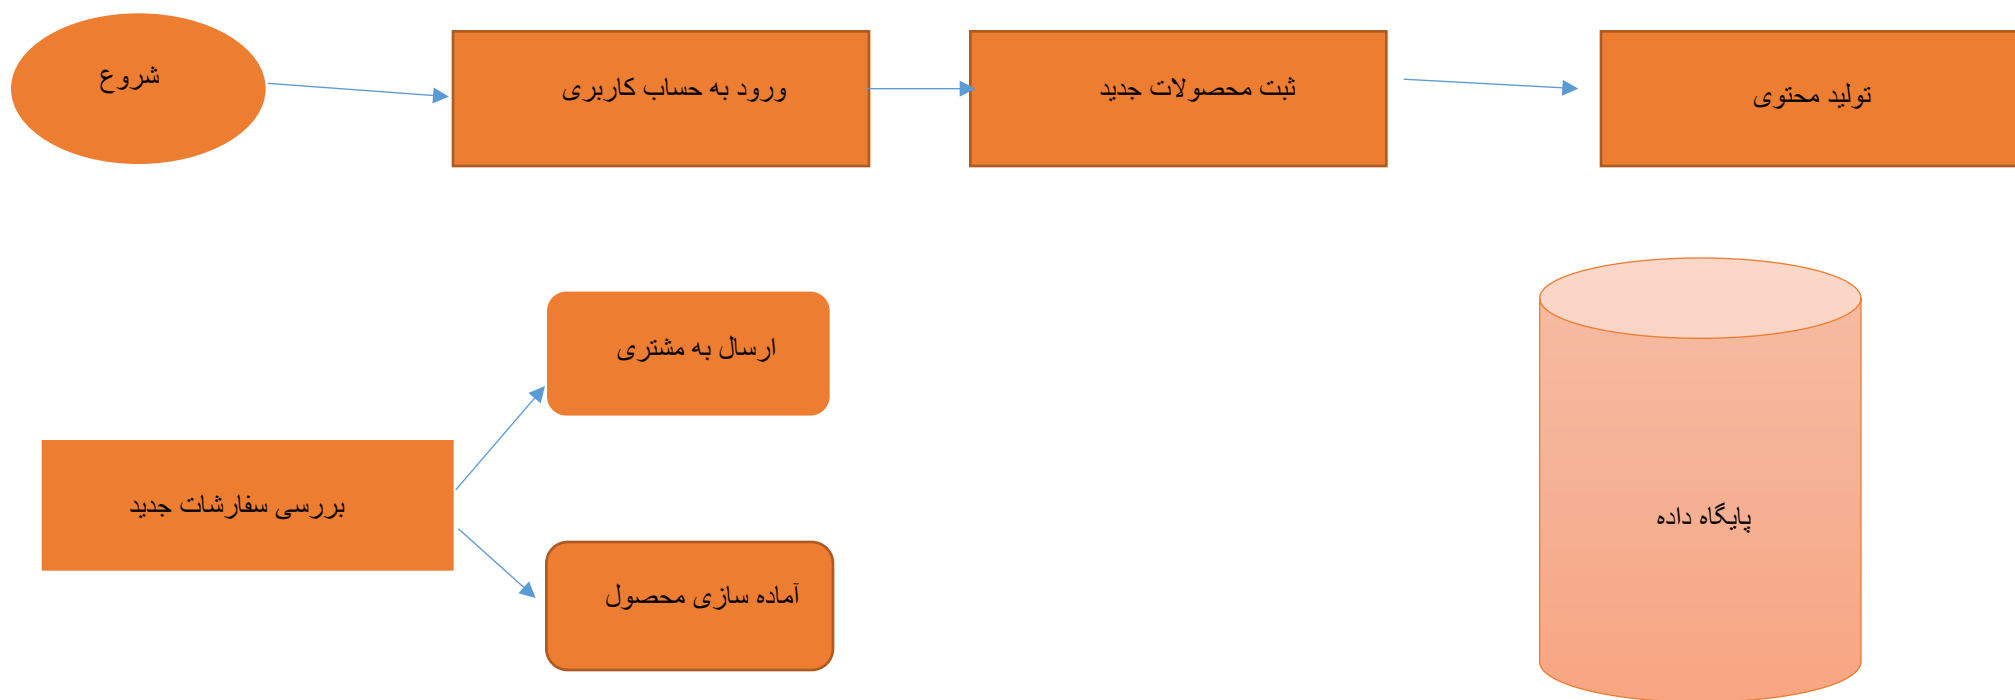 شروع
ورود به حساب کاربری
ثبت محصولات جدید
تولید محتوی
ارسال به مشتری
بررسی سفارشات جدید
آماده سازی محصول
پایگاه داده